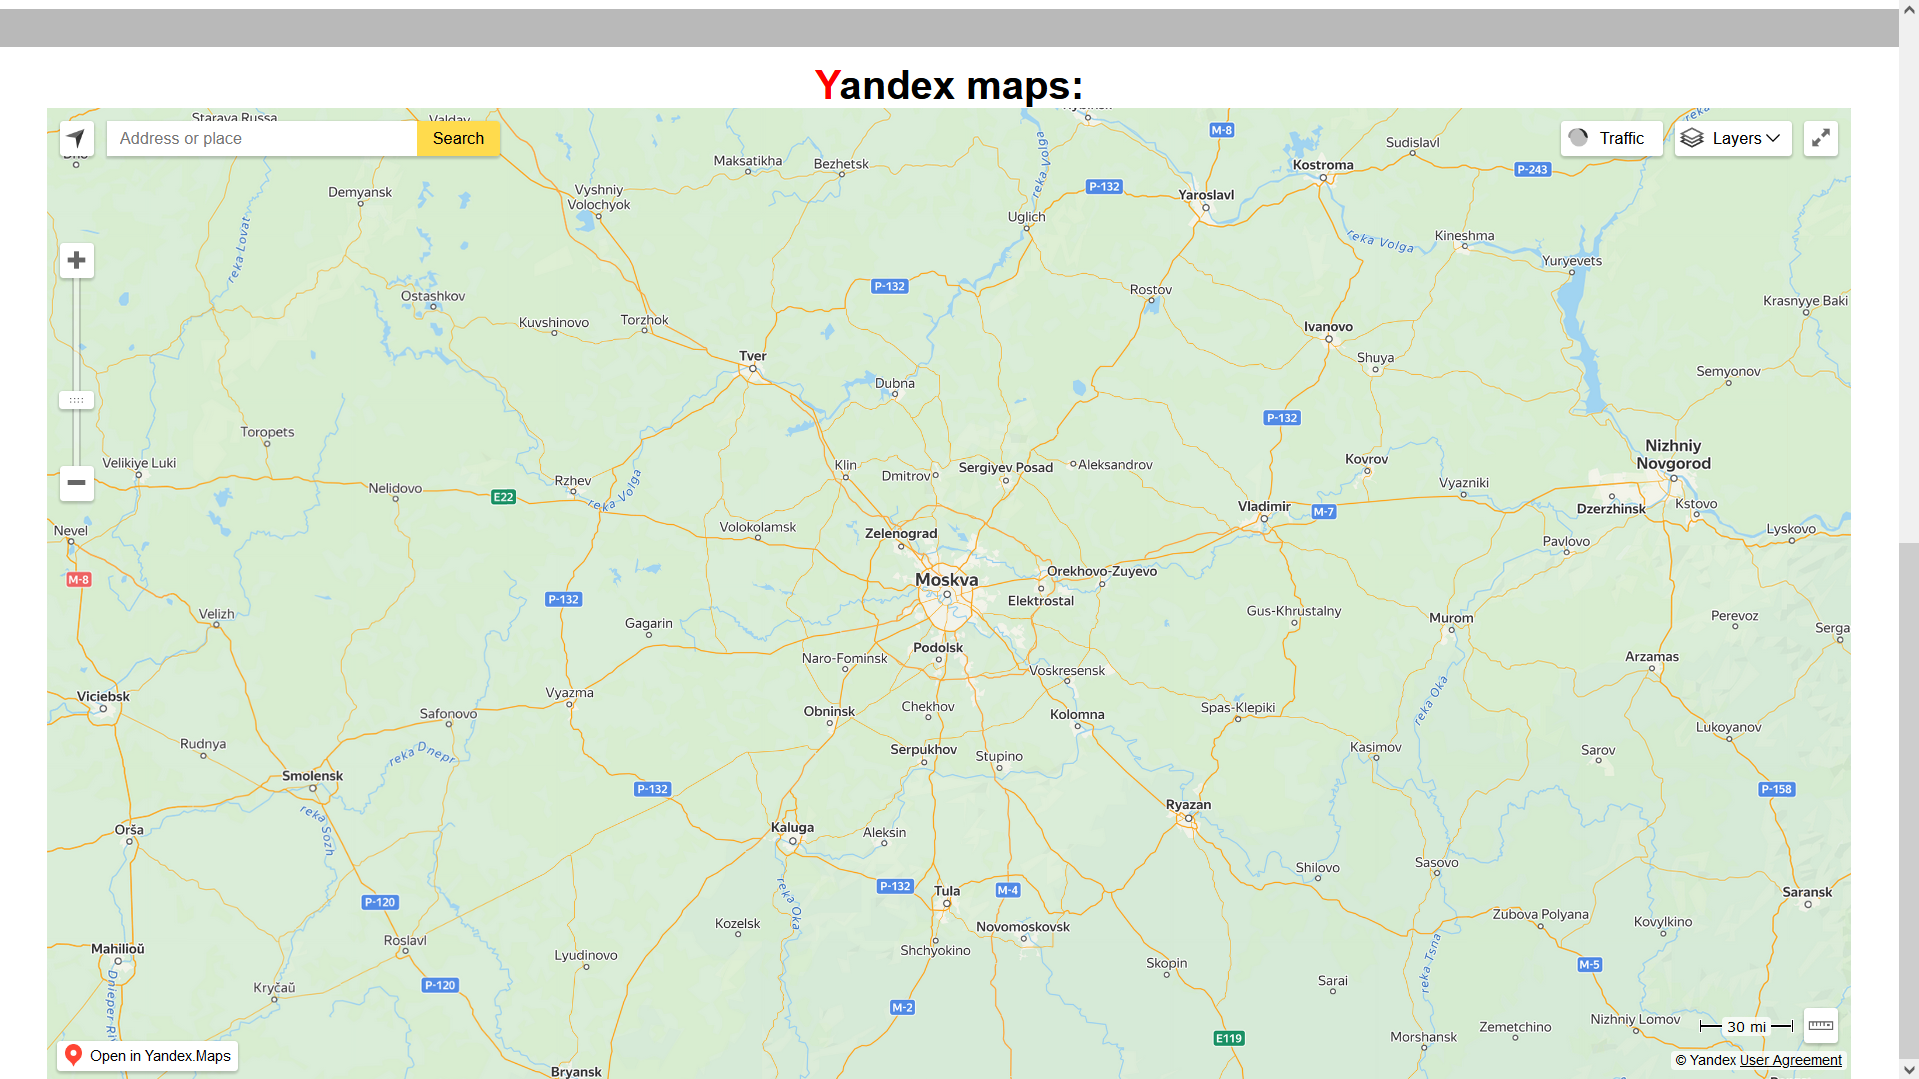 Yandex maps:
Staraya Russa
Valday
Rybinsk
reka
Address or place
Search
Traffic
Layers
M-8
Sudislavl
Dno
Maksatikha
Bezhetsk
reka Volga
Kostroma
P-243
P-132
Demyansk
Vyshniy
Volochyok
Yaroslavl
Uglich
reka Lovat
reka Volga
Kineshma
Yuryevets
P-132
Rostov
Ostashkov
Krasnyye Baki
Kuvshinovo
Torzhok
Ivanovo
Tver
Shuya
Semyonov
Dubna
P-132
Toropets
Nizhniy
Novgorod
Velikiye Luki
Klin
Dmitrov
Sergiyev Posad
Aleksandrov
Kovrov
Rzhev
Nelidovo
E22
reka Volga
Vyazniki
Vladimir
M-7
Dzerzhinsk
Kstovo
Nevel
Volokolamsk
Zelenograd
Lyskovo
Pavlovo
M-8
Moskva
Orekhovo-Zuyevo
P-132
Elektrostal
Velizh
Gagarin
Gus-Khrustalny
Murom
Perevoz
Serga
Podolsk
Naro-Fominsk
Voskresensk
Arzamas
Viciebsk
Vyazma
reka Oka
Safonovo
Obninsk
Chekhov
Kolomna
Spas-Klepiki
Lukoyanov
Rudnya
reka Dnepr
Serpukhov
Stupino
Kasimov
Sarov
Smolensk
P-132
P-158
reka Sozh
Ryazan
Orša
Kaluga
Aleksin
Shilovo
Sasovo
reka Oka
P-132
Tula
M-4
Saransk
P-120
Zubova Polyana
Kozelsk
Novomoskovsk
Kovylkino
Roslavl
Mahilioŭ
Shchyokino
Lyudinovo
reka Tsna
Skopin
M-5
Kryčaŭ
P-120
Sarai
Dnieper Ri
M-2
Nizhny Lomov
Zemetchino
30 mi
E119
Morshansk
Open in Yandex.Maps
Bryansk
© Yandex User Agreement